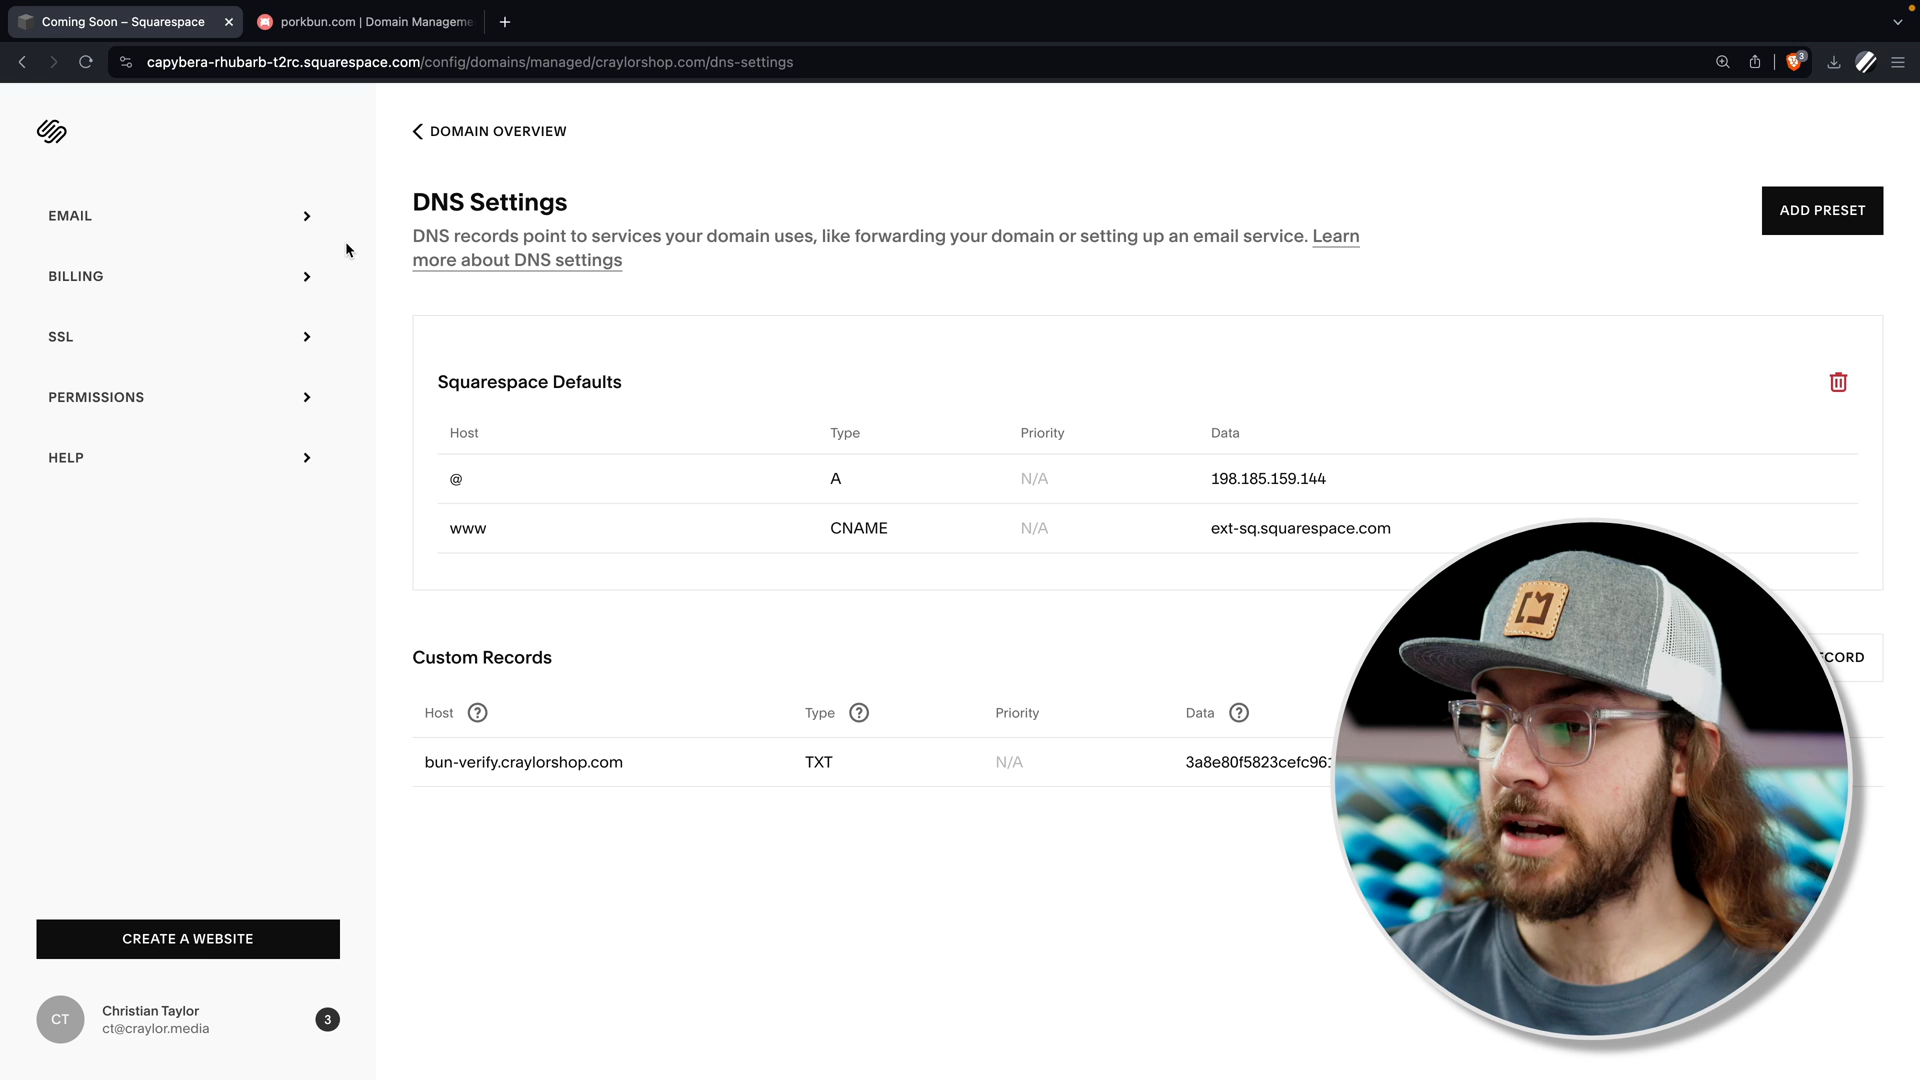 Coming Soon – Squarespace
porkbun.com | Domain Manageme
capybera-rhubarb-t2rc.squarespace.com/config/domains/managed/craylorshop.com/dns-settings
3
DOMAIN OVERVIEW
EMAIL
BILLING
SSL
PERMISSIONS
HELP
DNS Settings
DNS records point to services your domain uses, like forwarding your domain or setting up an email service. Learn
more about DNS settings
ADD PRESET
Squarespace Defaults
Host Type Priority Data
@ A N/A 198.185.159.144
www CNAME N/A ext-sq.squarespace.com
Custom Records
CORD
Host ? Type ? Priority Data ?
bun-verify.craylorshop.com TXT N/A 3a8e80f5823cefc961
CREATE A WEBSITE
CT
Christian Taylor
ct@craylor.media
3